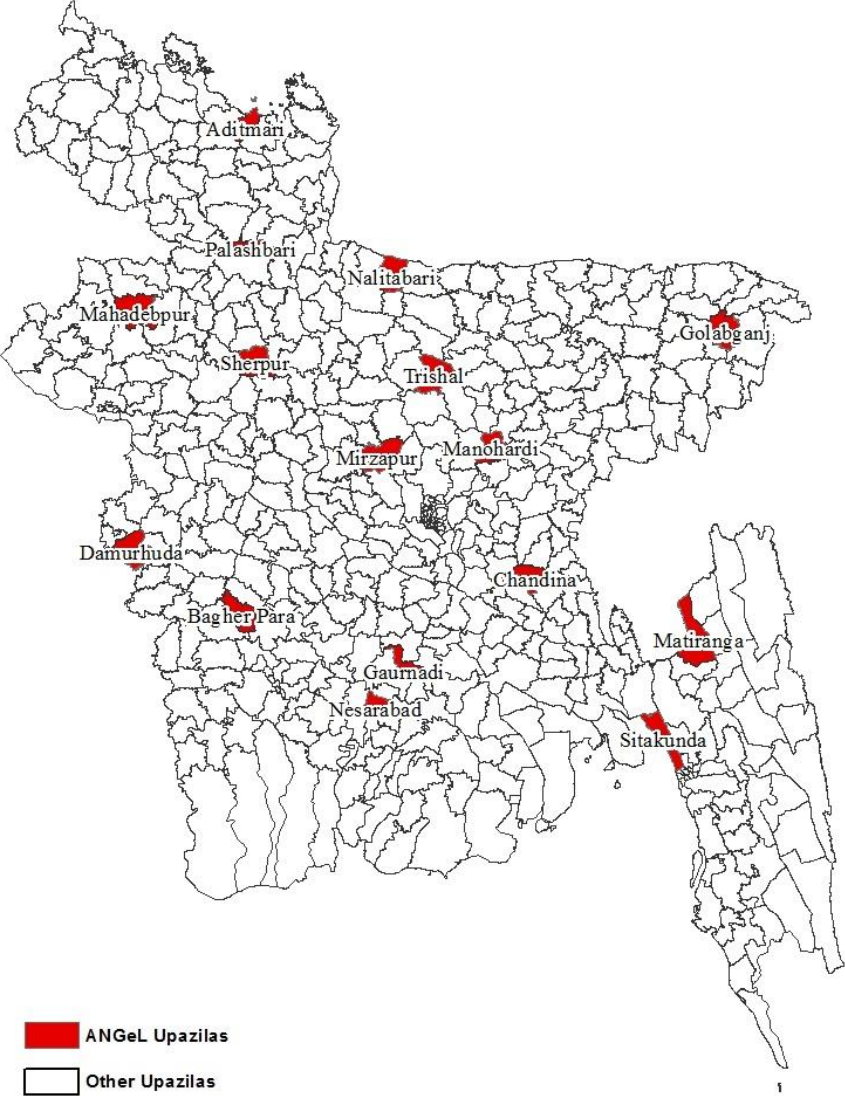 Aditmari
Palashbari
Nalitabari
Mahadebpur
Golabganj
Sherpur
Trishal
Manohardi
Mirzapur
Damurhuda
Chandina
Bagher Para
Matiranga
Gaurnadi
Nesarabad
Sitakunda
ANGeL Upazilas
Other Upazilas